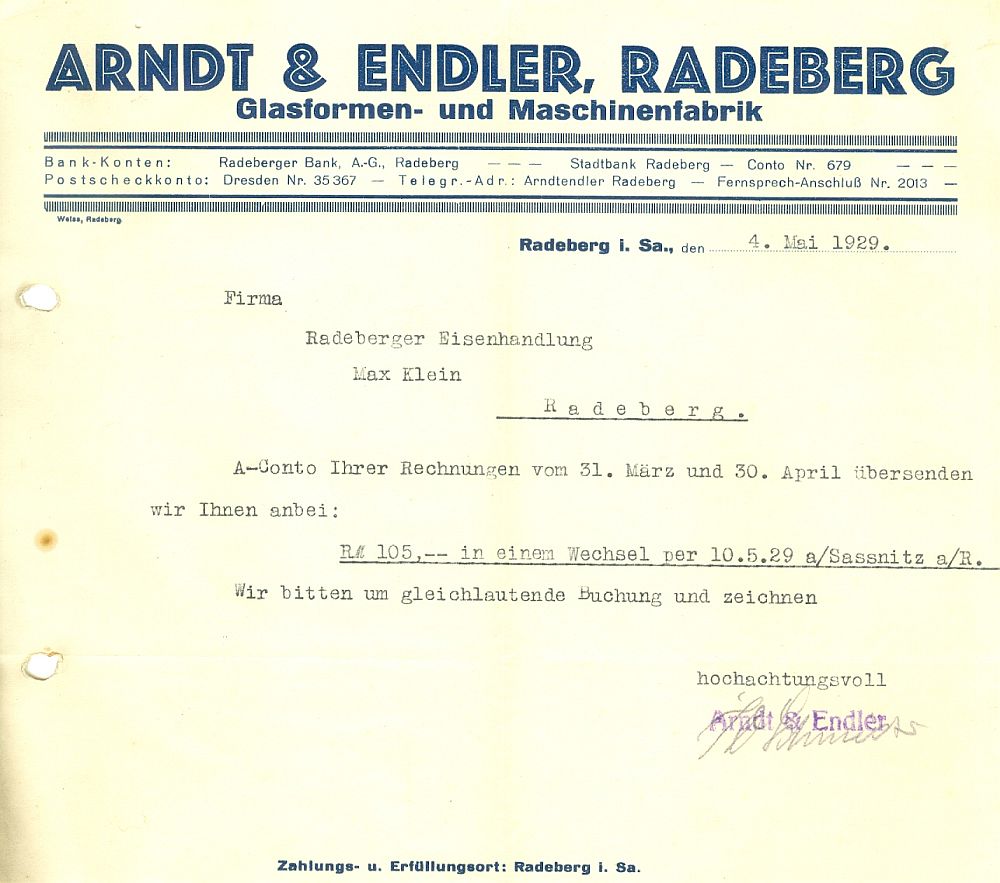 ARNDT & ENDLER, RADEBERG
Glasformen- und Maschinenfabrik
Bank-Konten: Radeberger Bank, A.-G., Radeberg — — — Stadtbank Radeberg — Conto Nr. 679 — — —
Postscheckkonto: Dresden Nr. 35367 — Telegr.-Adr.: Arndtendler Radeberg — Fernsprech-Anschluß Nr. 2013 —
Weiss, Radeberg.
Radeberg i. Sa., den 4. Mai 1929.
Firma
Radeberger Eisenhandlung
Max Klein
Radeberg.
A-Conto Ihrer Rechnungen vom 31. März und 30. April übersenden
wir Ihnen anbei:
RM 105,-- in einem Wechsel per 10.5.29 a/Sassnitz a/R.
Wir bitten um gleichlautende Buchung und zeichnen
hochachtungsvoll
Arndt & Endler
Zahlungs- u. Erfüllungsort: Radeberg i. Sa.